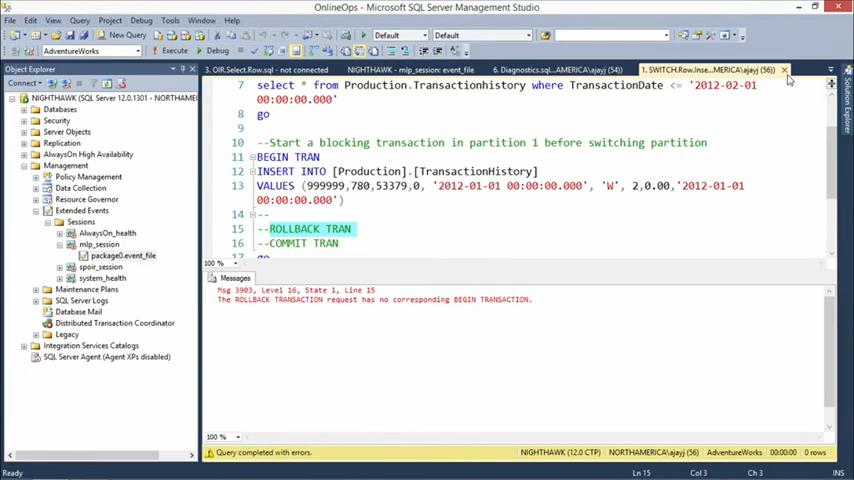 OnlineOps - Microsoft SQL Server Management Studio
File Edit View Query Project Debug Tools Window Help
New Query Default Default
AdventureWorks Execute Debug
Object Explorer
Connect
NIGHTHAWK (SQL Server 12.0.1301 - NORTHAMERI
Databases
Security
Server Objects
Replication
AlwaysOn High Availability
Management
Policy Management
Data Collection
Resource Governor
Extended Events
Sessions
AlwaysOn_health
mlp_session
package0.event_file
spoir_session
system_health
Maintenance Plans
SQL Server Logs
Database Mail
Distributed Transaction Coordinator
Legacy
Integration Services Catalogs
SQL Server Agent (Agent XPs disabled)
3. OIR.Select.Row.sql - not connected NIGHTHAWK - mlp_session: event_file 6. Diagnostics.sql...AMERICA\ajayj (54)) 1. SWITCH.Row.Inse...MERICA\ajayj (56))
7 select * from Production.Transactionhistory where TransactionDate <= '2012-02-01
00:00:00.000'
8 go
9
10 --Start a blocking transaction in partition 1 before switching partition
11 BEGIN TRAN
12 INSERT INTO [Production].[TransactionHistory]
13 VALUES (999999,780,53379,0, '2012-01-01 00:00:00.000', 'W', 2,0.00,'2012-01-01
00:00:00.000')
14 --
15 --ROLLBACK TRAN
16 --COMMIT TRAN
17 go
100 %
Messages
Msg 3903, Level 16, State 1, Line 15
The ROLLBACK TRANSACTION request has no corresponding BEGIN TRANSACTION.
100 %
Query completed with errors. NIGHTHAWK (12.0 CTP) NORTHAMERICA\ajayj (56) AdventureWorks 00:00:00 0 rows
Ready Ln 15 Col 3 Ch 3 INS
Solution Explorer